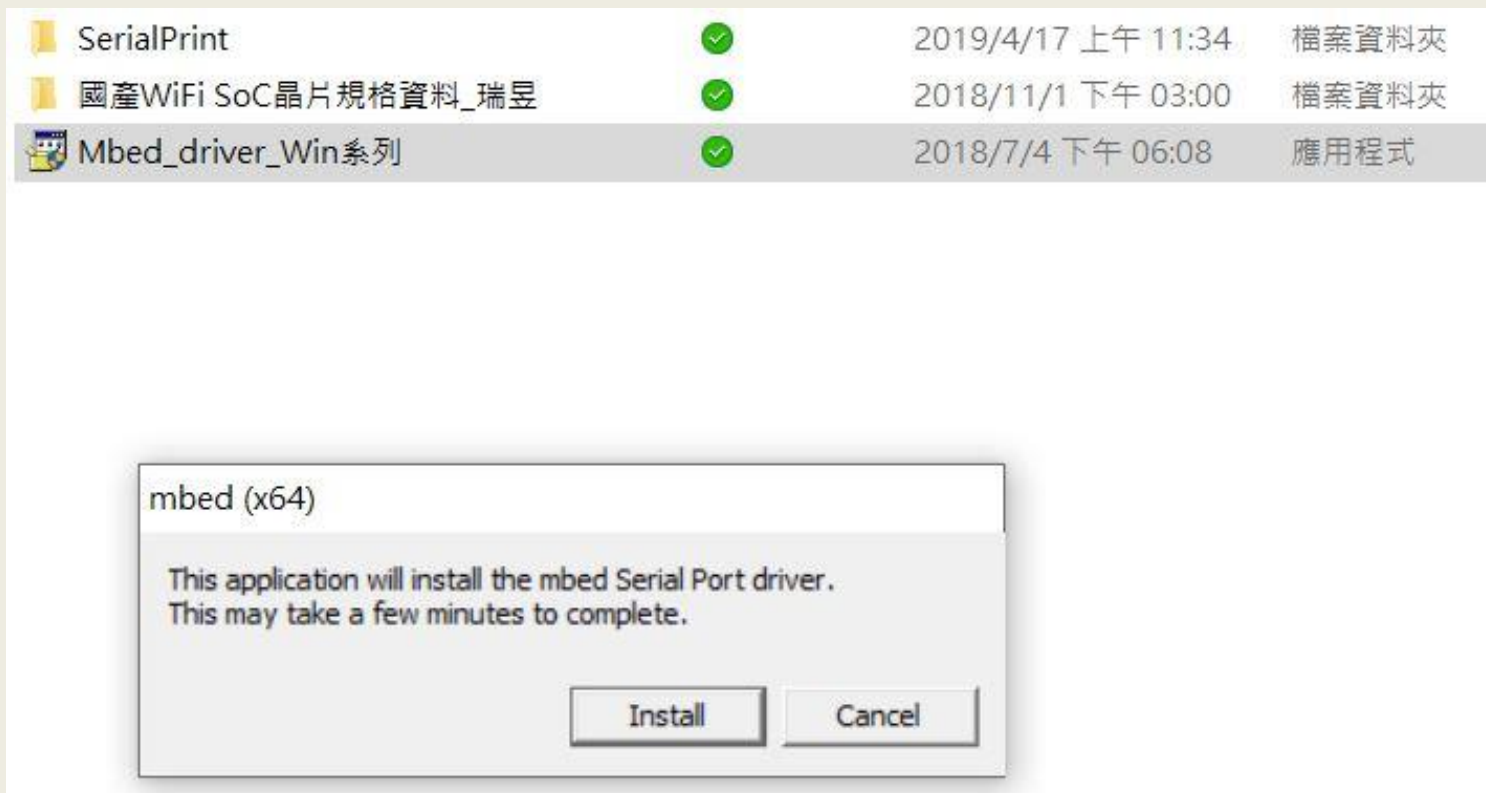 SerialPrint 2019/4/17 上午 11:34 檔案資料夾
國產WiFi SoC晶片規格資料_瑞昱 2018/11/1 下午 03:00 檔案資料夾
Mbed_driver_Win系列 2018/7/4 下午 06:08 應用程式
mbed (x64)
This application will install the mbed Serial Port driver.
This may take a few minutes to complete.
Install Cancel